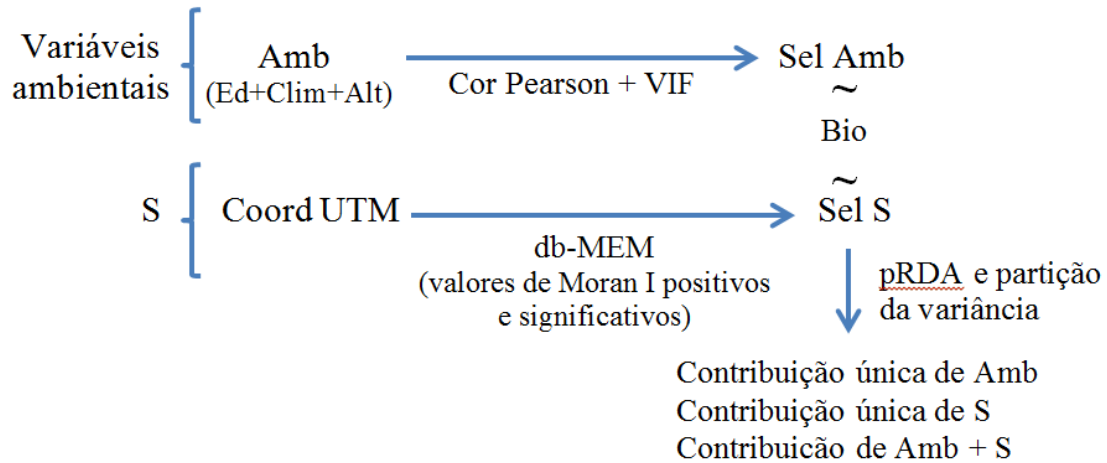 Variáveis
ambientais
Amb
(Ed+Clim+Alt)
Cor Pearson + VIF
Sel Amb
~
Bio
~
S
Coord UTM
db-MEM
(valores de Moran I positivos
e significativos)
Sel S
pRDA e partição
da variância
Contribuição única de Amb
Contribuição única de S
Contribuicão de Amb + S